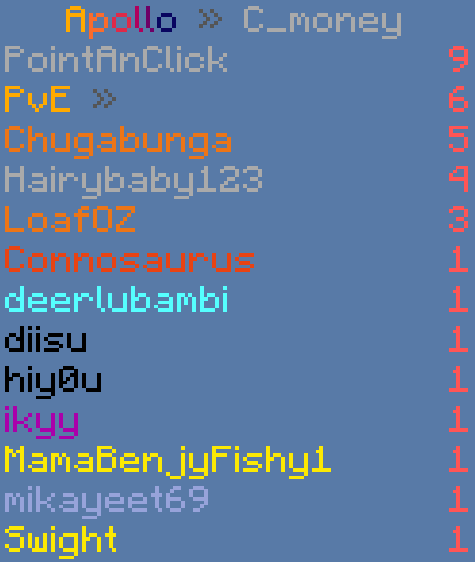 Apollo » C_money
PointAnClick 9
PvE » 6
Chugabunga 5
Hairybaby123 4
LoafOZ 3
Connosaurus 1
deerlubambi 1
diisu 1
hiy0u 1
ikyy 1
MamaBenjyFishy1 1
mikayeet69 1
Swight 1